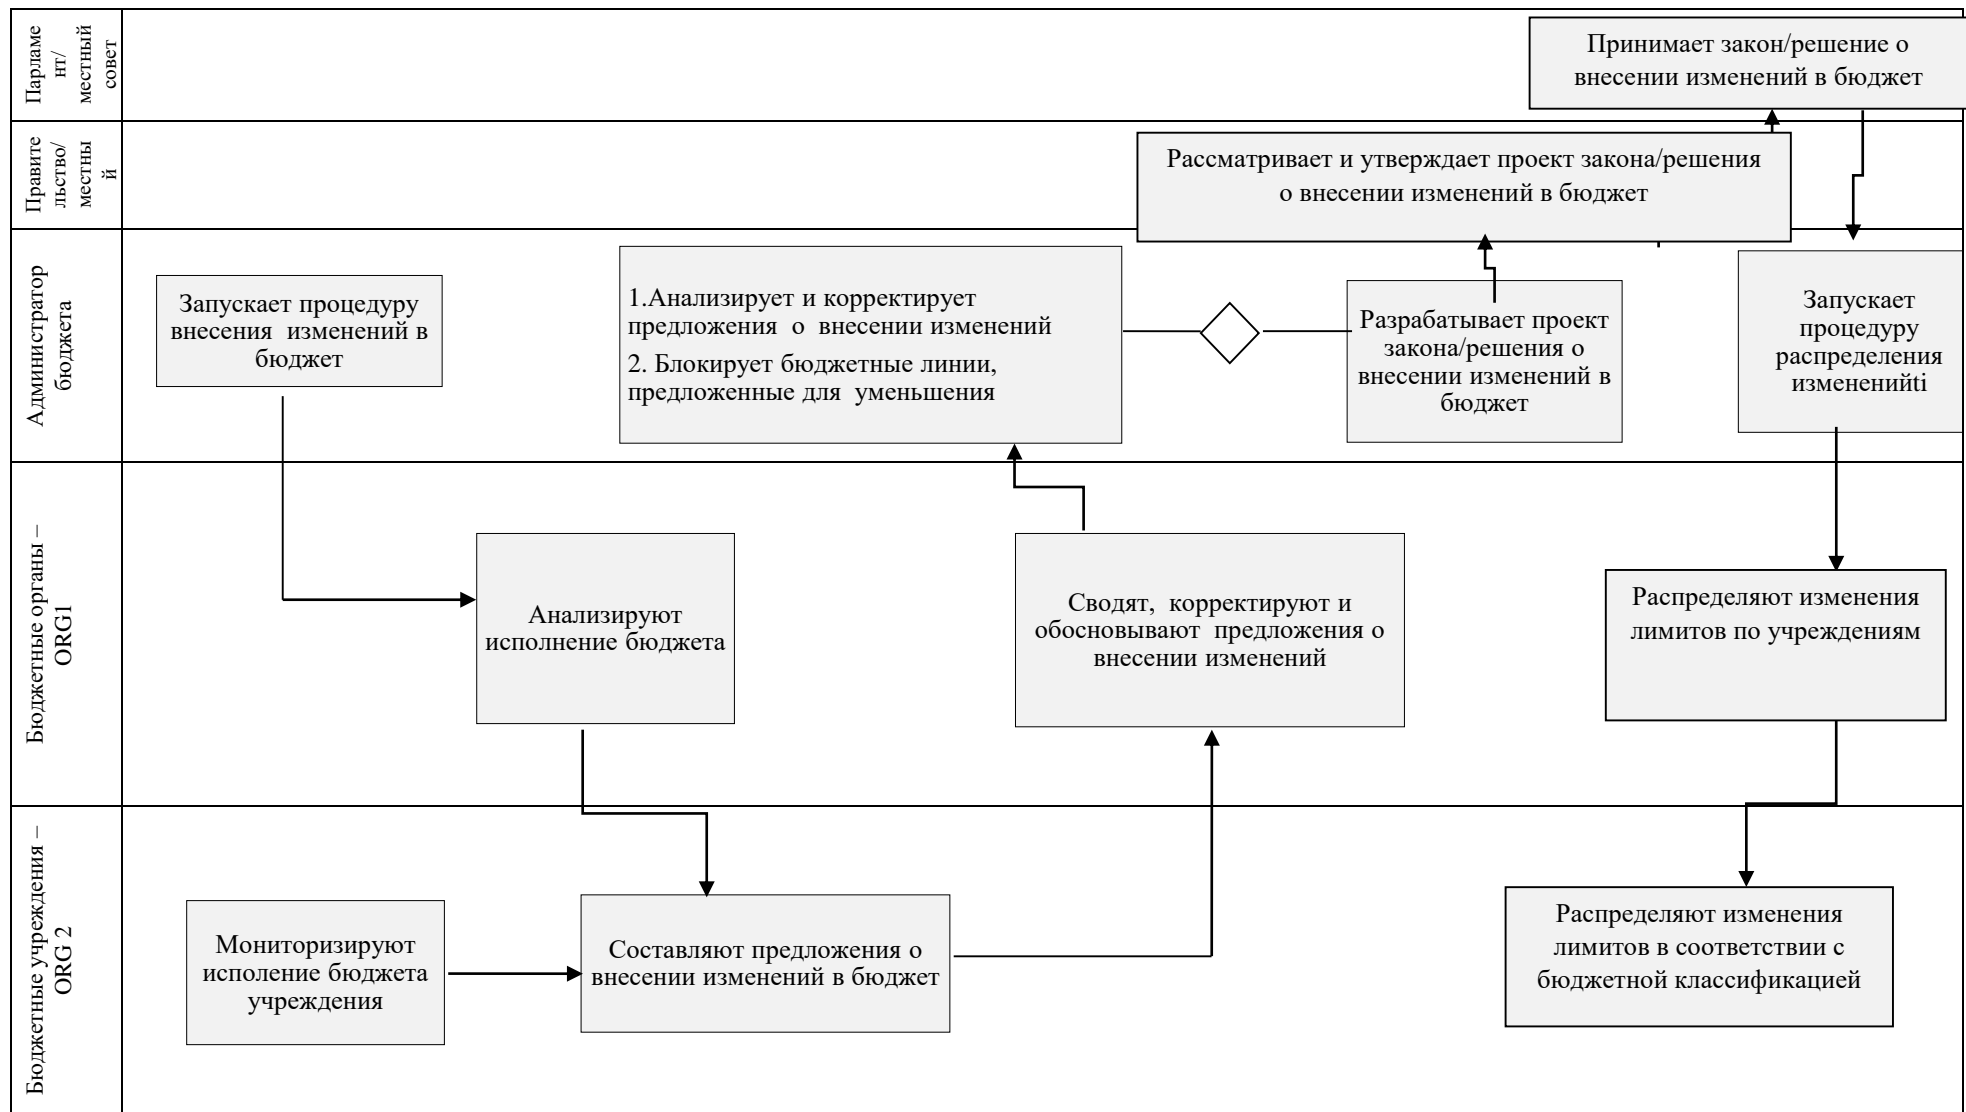 Парламе
нт/
местный
совет
Принимает закон/решение о
внесении изменений в бюджет
Правите
льство/
местны
й
Рассматривает и утверждает проект закона/решения
о внесении изменений в бюджет
Администратор
бюджета
Запускает процедуру
внесения изменений в
бюджет
1.Анализирует и корректирует
предложения о внесении изменений
2. Блокирует бюджетные линии,
предложенные для уменьшения
Разрабатывает проект
закона/решения о
внесении изменений в
бюджет
Запускает
процедуру
распределения
измененийti
Бюджетные органы –
ORG1
Анализируют
исполнение бюджета
Сводят, корректируют и
обосновывают предложения о
внесении изменений
Распределяют изменения
лимитов по учреждениям
Бюджетные учреждения –
ORG 2
Мониторизируют
исполение бюджета
учреждения
Составляют предложения о
внесении изменений в бюджет
Распределяют изменения
лимитов в соответствии с
бюджетной классификацией